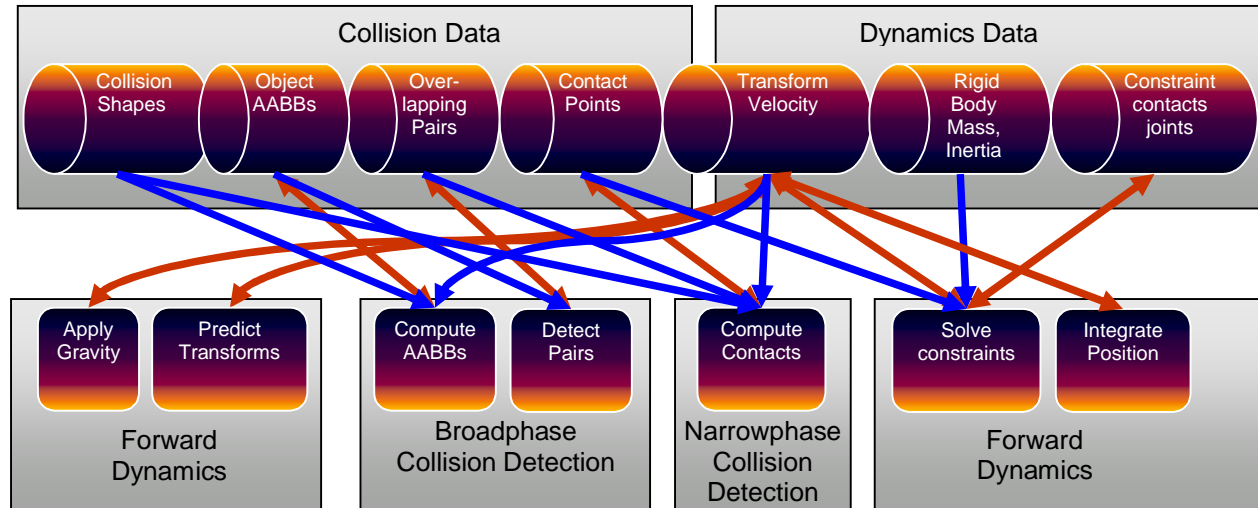 Collision Data
Dynamics Data
Collision
Shapes
Object
AABBs
Over-
lapping
Pairs
Contact
Points
Transform
Velocity
Rigid
Body
Mass,
Inertia
Constraint
contacts
joints
Apply
Gravity
Predict
Transforms
Compute
AABBs
Detect
Pairs
Compute
Contacts
Solve
constraints
Integrate
Position
Forward
Dynamics
Broadphase
Collision Detection
Narrowphase
Collision
Detection
Forward
Dynamics